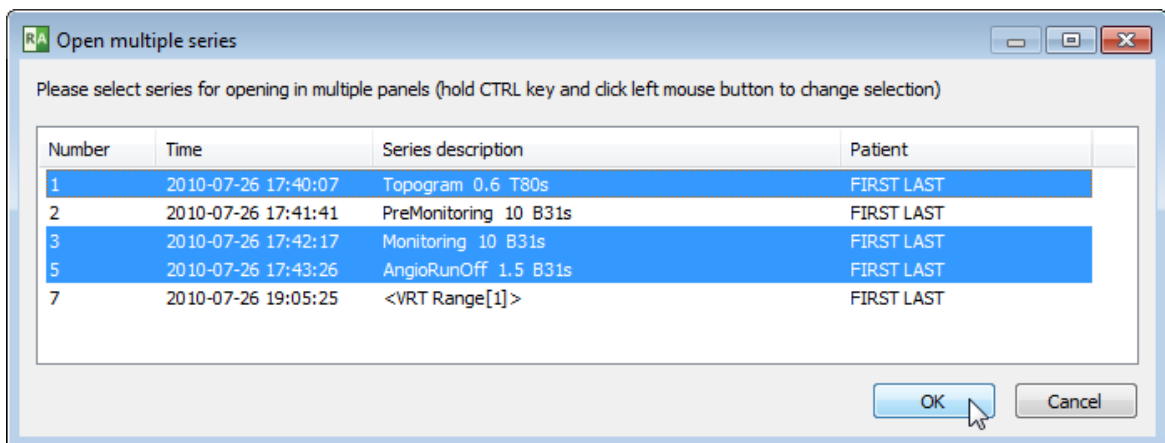 RA Open multiple series
Please select series for opening in multiple panels (hold CTRL key and click left mouse button to change selection)
Number Time Series description Patient
1 2010-07-26 17:40:07 Topogram 0.6 T80s FIRST LAST
2 2010-07-26 17:41:41 PreMonitoring 10 B31s FIRST LAST
3 2010-07-26 17:42:17 Monitoring 10 B31s FIRST LAST
5 2010-07-26 17:43:26 AngioRunOff 1.5 B31s FIRST LAST
7 2010-07-26 19:05:25 <VRT Range[1]> FIRST LAST
OK Cancel